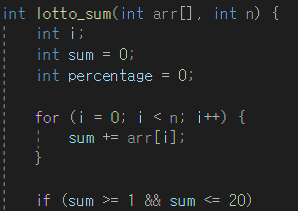 int lotto_sum(int arr[], int n) {
int i;
int sum = 0;
int percentage = 0;
for (i = 0; i < n; i++) {
sum += arr[i];
}
if (sum >= 1 && sum <= 20)